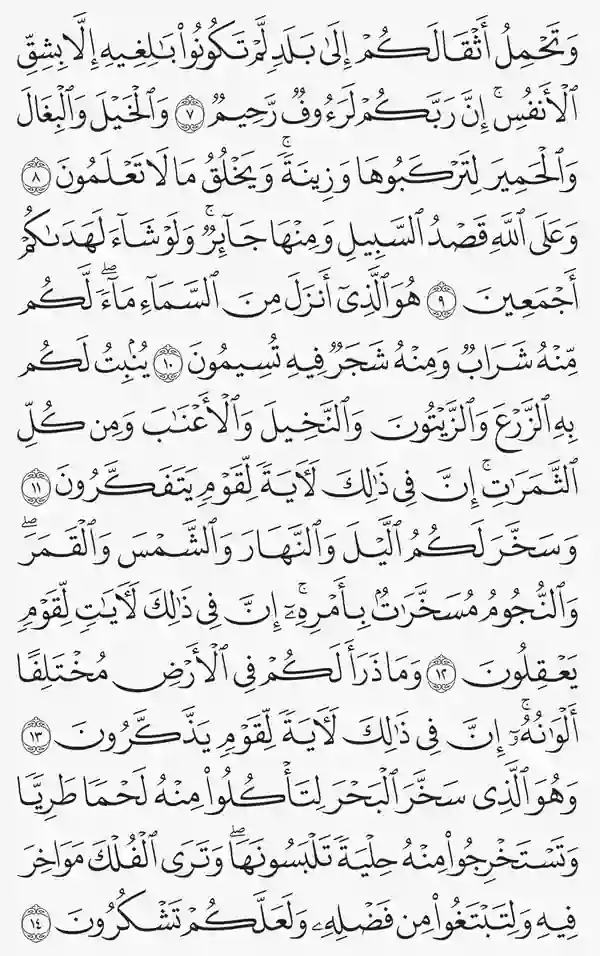 وَتَحْمِلُ أَثْقَالَكُمْ إِلَىٰ بَلَدٍ لَّمْ تَكُونُوا۟ بَـٰلِغِيهِ إِلَّا بِشِقِّ
ٱلْأَنفُسِ ۚ إِنَّ رَبَّكُمْ لَرَءُوفٌ رَّحِيمٌ ٧ وَٱلْخَيْلَ وَٱلْبِغَالَ
وَٱلْحَمِيرَ لِتَرْكَبُوهَا وَزِينَةً ۚ وَيَخْلُقُ مَا لَا تَعْلَمُونَ ٨
وَعَلَى ٱللَّهِ قَصْدُ ٱلسَّبِيلِ وَمِنْهَا جَآئِرٌ ۚ وَلَوْ شَآءَ لَهَدَىٰكُمْ
أَجْمَعِينَ ٩ هُوَ ٱلَّذِىٓ أَنزَلَ مِنَ ٱلسَّمَآءِ مَآءً ۖ لَّكُم
مِّنْهُ شَرَابٌ وَمِنْهُ شَجَرٌ فِيهِ تُسِيمُونَ ١٠ يُنۢبِتُ لَكُم
بِهِ ٱلزَّرْعَ وَٱلزَّيْتُونَ وَٱلنَّخِيلَ وَٱلْأَعْنَـٰبَ وَمِن كُلِّ
ٱلثَّمَرَٰتِ ۗ إِنَّ فِى ذَٰلِكَ لَـَٔايَةً لِّقَوْمٍ يَتَفَكَّرُونَ ١١
وَسَخَّرَ لَكُمُ ٱلَّيْلَ وَٱلنَّهَارَ وَٱلشَّمْسَ وَٱلْقَمَرَ ۖ
وَٱلنُّجُومُ مُسَخَّرَٰتٌۢ بِأَمْرِهِۦٓ ۗ إِنَّ فِى ذَٰلِكَ لَـَٔايَـٰتٍ لِّقَوْمٍ
يَعْقِلُونَ ١٢ وَمَا ذَرَأَ لَكُمْ فِى ٱلْأَرْضِ مُخْتَلِفًا
أَلْوَٰنُهُۥٓ ۗ إِنَّ فِى ذَٰلِكَ لَـَٔايَةً لِّقَوْمٍ يَذَّكَّرُونَ ١٣
وَهُوَ ٱلَّذِى سَخَّرَ ٱلْبَحْرَ لِتَأْكُلُوا۟ مِنْهُ لَحْمًا طَرِيًّا
وَتَسْتَخْرِجُوا۟ مِنْهُ حِلْيَةً تَلْبَسُونَهَا ۖ وَتَرَى ٱلْفُلْكَ مَوَاخِرَ
فِيهِ وَلِتَبْتَغُوا۟ مِن فَضْلِهِۦ وَلَعَلَّكُمْ تَشْكُرُونَ ١٤